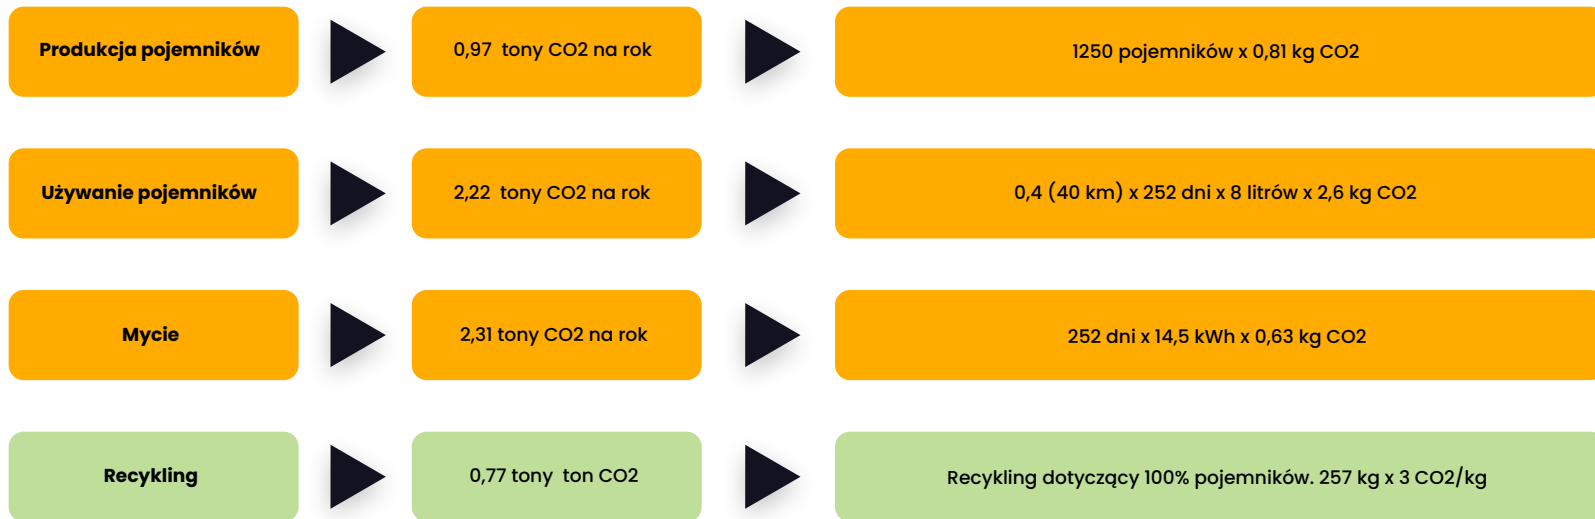 Produkcja pojemników
0,97 tony CO2 na rok
1250 pojemników x 0,81 kg CO2
Używanie pojemników
2,22 tony CO2 na rok
0,4 (40 km) x 252 dni x 8 litrów x 2,6 kg CO2
Mycie
2,31 tony CO2 na rok
252 dni x 14,5 kWh x 0,63 kg CO2
Recykling
0,77 tony ton CO2
Recykling dotyczący 100% pojemników. 257 kg x 3 CO2/kg